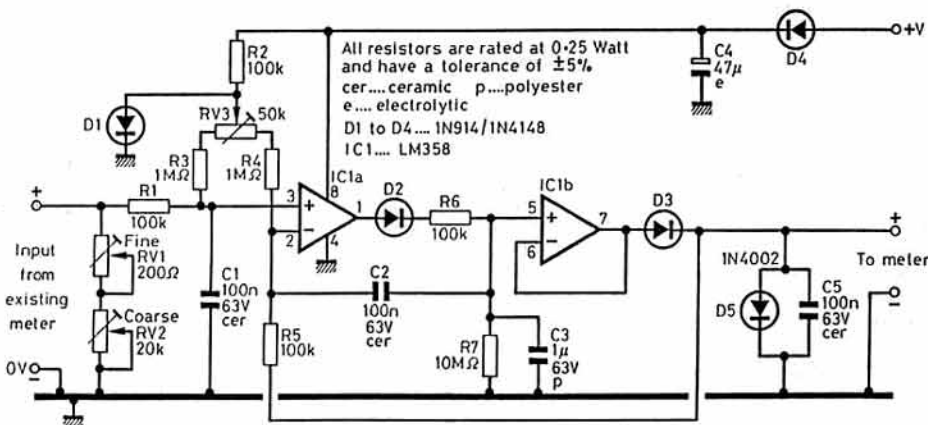 All resistors are rated at 0·25 Watt
and have a tolerance of ±5%
cer....ceramic p....polyester
e....electrolytic
D1 to D4.... 1N914/1N4148
IC1.... LM358
R2
100k
D1
RV3
50k
R3
1MΩ
R4
1MΩ
C4
47µ
e
D4
+V
+
R1
100k
Input
from
existing
meter
Fine
RV1
200Ω
Coarse
RV2
20k
0V
−
C1
100n
63V
cer
IC1a
3
+
8
1
−
2
4
D2
R6
100k
IC1b
5
+
7
−
6
D3
C2
100n
63V
cer
R5
100k
R7
10MΩ
C3
1µ
63V
p
1N4002
D5
C5
100n
63V
cer
+
To meter
−